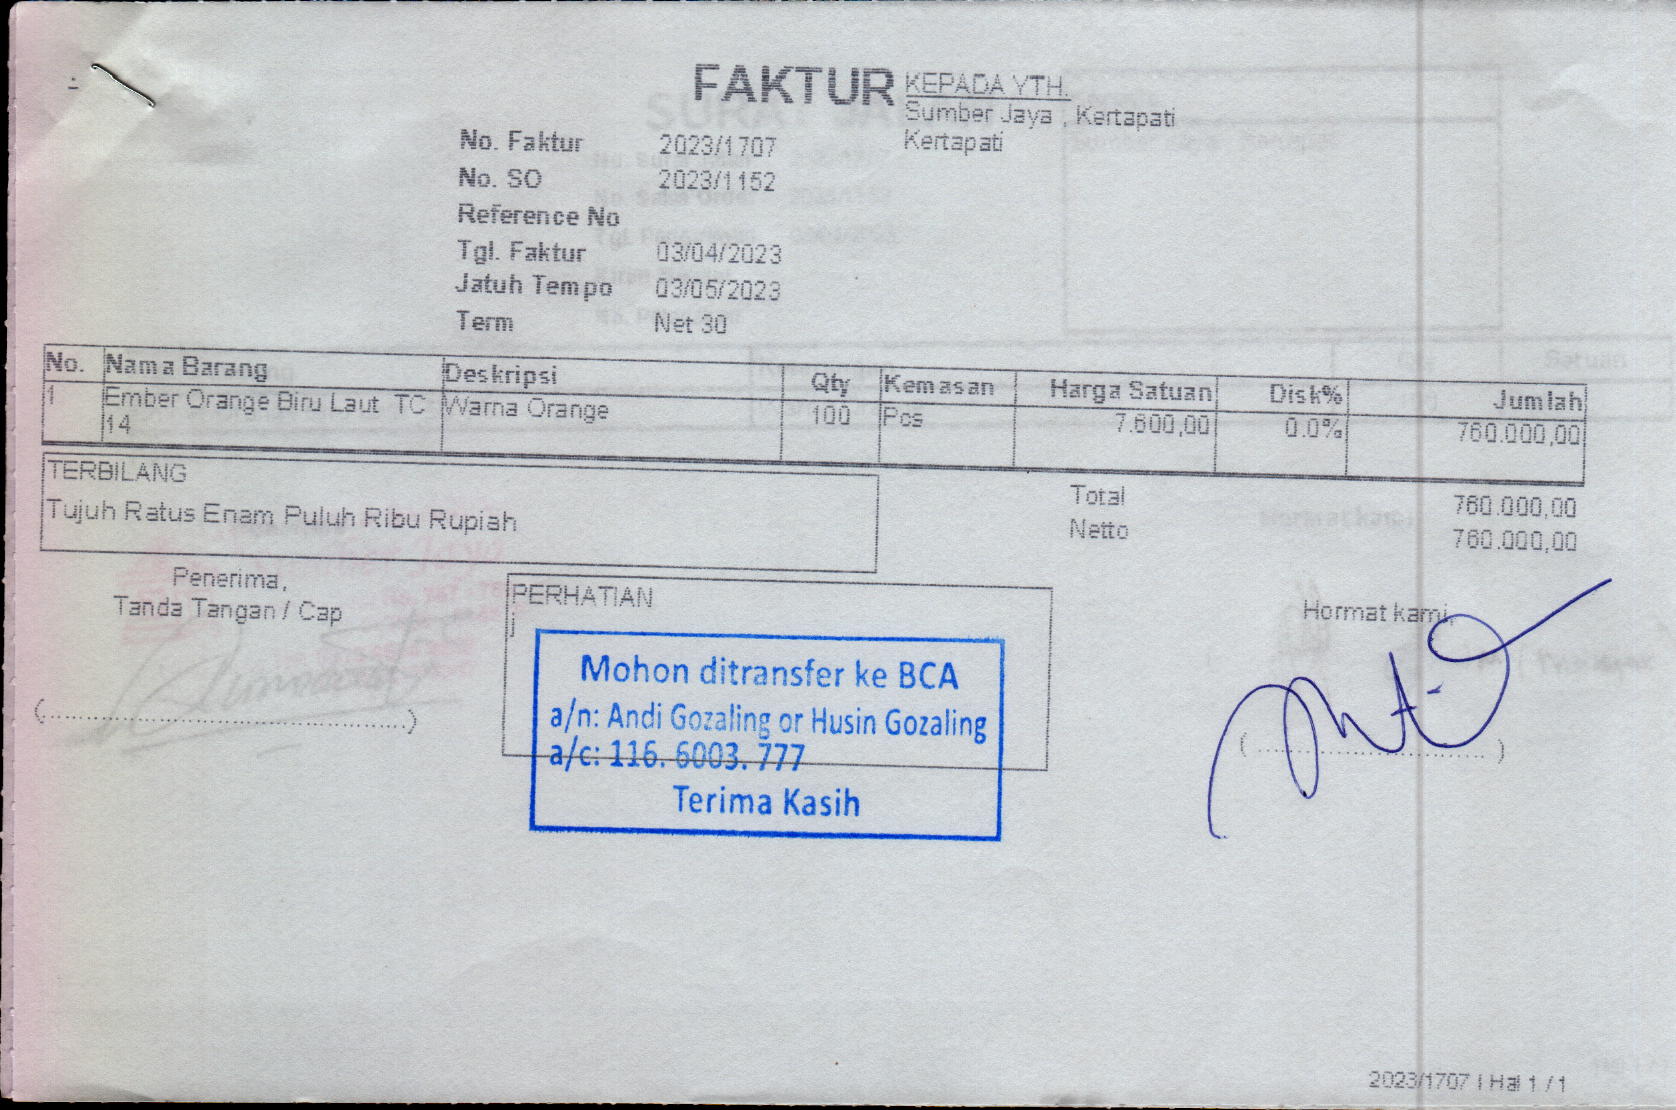 FAKTUR
KEPADA YTH.
Sumber Jaya , Kertapati
Kertapati
No. Faktur 2023/1707
No. SO 2023/1152
Reference No
Tgl. Faktur 03/04/2023
Jatuh Tempo 03/05/2023
Term Net 30
No. Nama Barang Deskripsi Qty Kemasan Harga Satuan Disk% Jumlah
1 Ember Orange Biru Laut TC Warna Orange 100 Pcs 7.600,00 0.0% 760.000,00
14
TERBILANG
Tujuh Ratus Enam Puluh Ribu Rupiah
Total 760.000,00
Netto 760.000,00
Penerima,
Tanda Tangan / Cap
(..........................................................)
PERHATIAN
j
Mohon ditransfer ke BCA
a/n: Andi Gozaling or Husin Gozaling
a/c: 116. 6003. 777
Terima Kasih
Hormat kami,
( ...................................... )
2023/1707 | Hal 1 / 1